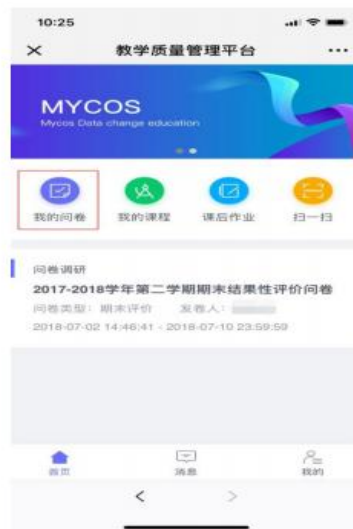 10:25
教学质量管理平台
MYCOS
Mycos Data change education
我的问卷 我的课程 课后作业 扫一扫
问卷调研
2017-2018学年第二学期期末结果性评价问卷
问卷类型：期末评价 发卷人：
2018-07-02 14:46:41 - 2018-07-10 23:59:59
首页 消息 我的